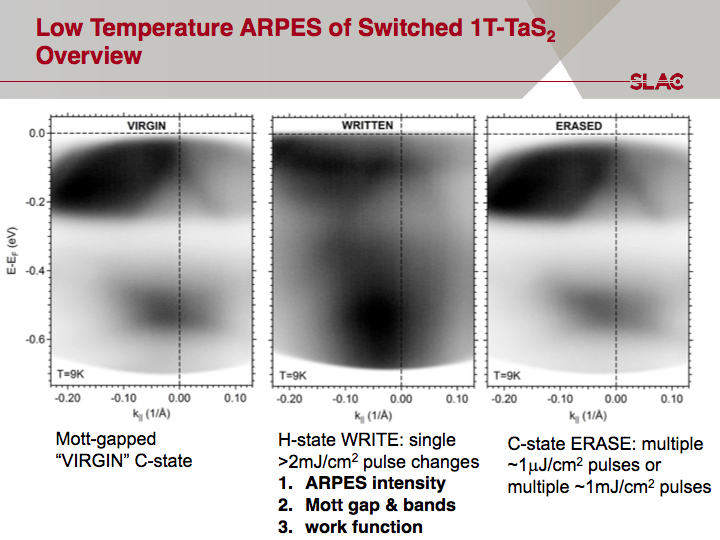 Low Temperature ARPES of Switched 1T-TaS₂
Overview
SLAC
VIRGIN
WRITTEN
ERASED
0.0
-0.2
-0.4
-0.6
E-E_F (eV)
T=9K
T=9K
T=9K
-0.20 -0.10 0.00 0.10
-0.20 -0.10 0.00 0.10
-0.20 -0.10 0.00 0.10
k|| (1/Å)
k|| (1/Å)
k|| (1/Å)
Mott-gapped
“VIRGIN” C-state
H-state WRITE: single
>2mJ/cm² pulse changes
1. ARPES intensity
2. Mott gap & bands
3. work function
C-state ERASE: multiple
~1μJ/cm² pulses or
multiple ~1mJ/cm² pulses